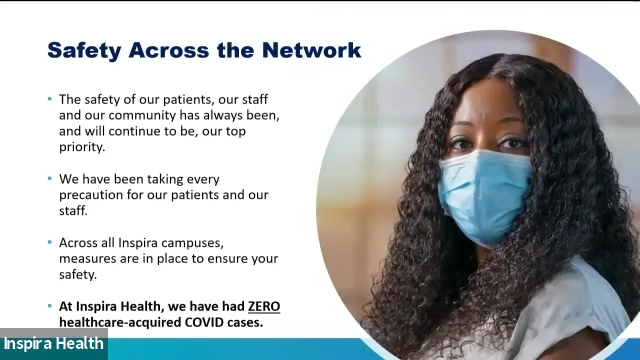 Safety Across the Network
• The safety of our patients, our staff
and our community has always been,
and will continue to be, our top
priority.
• We have been taking every
precaution for our patients and our
staff.
• Across all Inspira campuses,
measures are in place to ensure your
safety.
• At Inspira Health, we have had ZERO
healthcare-acquired COVID cases.
Inspira Health